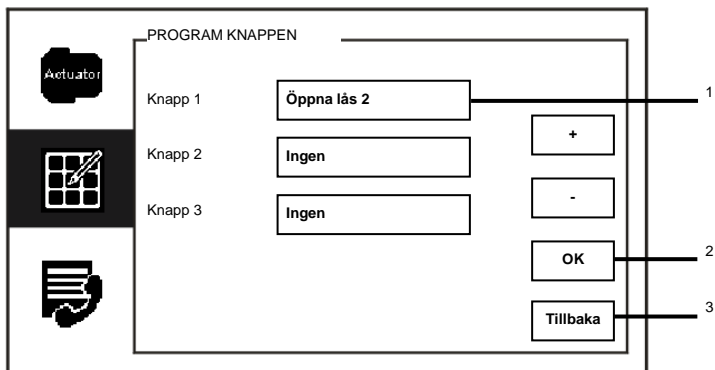 PROGRAM KNAPPEN
Actuator
Knapp 1
Öppna lås 2
1
+
Knapp 2
Ingen
-
Knapp 3
Ingen
OK
2
Tillbaka
3